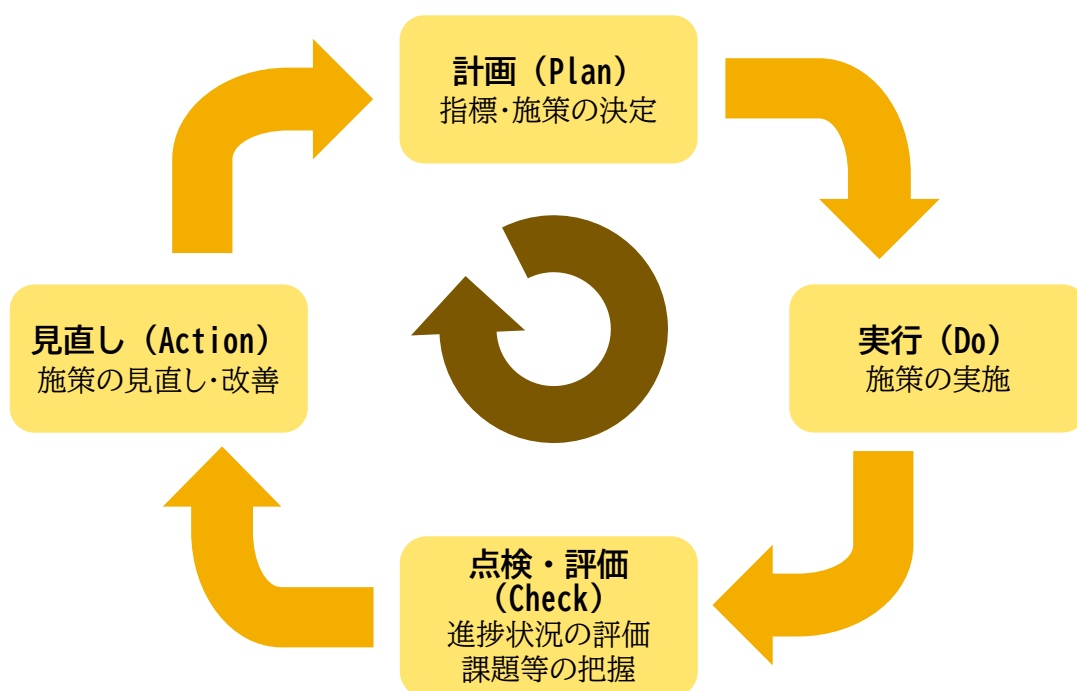 計画（Plan）
指標・施策の決定
実行（Do）
施策の実施
点検・評価
（Check）
進捗状況の評価
課題等の把握
見直し（Action）
施策の見直し・改善